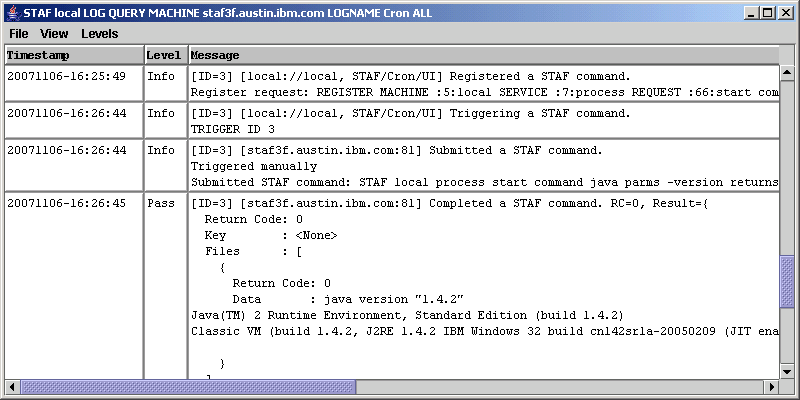 STAF local LOG QUERY MACHINE staf3f.austin.ibm.com LOGNAME Cron ALL
File View Levels
Timestamp Level Message
20071106-16:25:49 Info [ID=3] [local://local, STAF/Cron/UI] Registered a STAF command.
Register request: REGISTER MACHINE :5:local SERVICE :7:process REQUEST :66:start com
20071106-16:26:44 Info [ID=3] [local://local, STAF/Cron/UI] Triggering a STAF command.
TRIGGER ID 3
20071106-16:26:44 Info [ID=3] [staf3f.austin.ibm.com:81] Submitted a STAF command.
Triggered manually
Submitted STAF command: STAF local process start command java parms -version returns
20071106-16:26:45 Pass [ID=3] [staf3f.austin.ibm.com:81] Completed a STAF command. RC=0, Result={
Return Code: 0
Key : <None>
Files : [
{
Return Code: 0
Data : java version "1.4.2"
Java(TM) 2 Runtime Environment, Standard Edition (build 1.4.2)
Classic VM (build 1.4.2, J2RE 1.4.2 IBM Windows 32 build cn142srla-20050209 (JIT ena
}